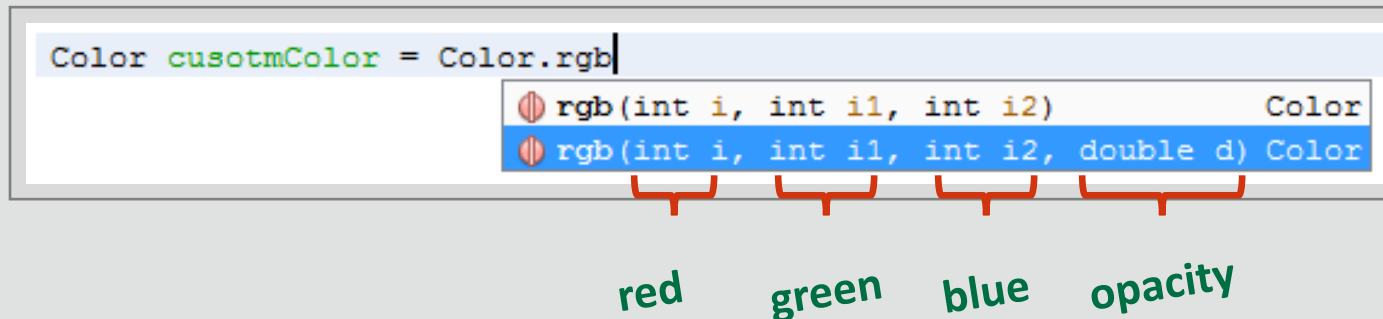 Color cusotmColor = Color.rgb
rgb(int i, int i1, int i2) Color
rgb(int i, int i1, int i2, double d) Color
red green blue opacity